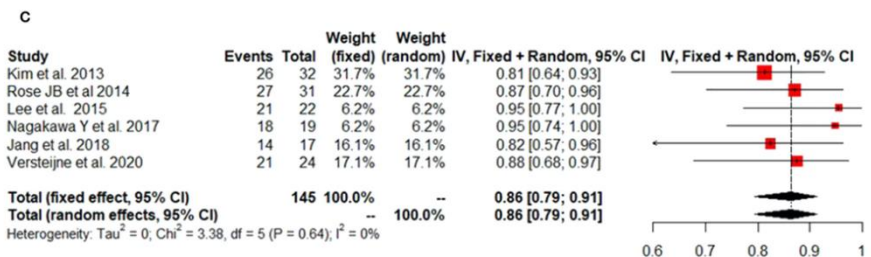 C
Weight Weight
Study Events Total (fixed) (random) IV, Fixed + Random, 95% CI IV, Fixed + Random, 95% CI
Kim et al. 2013 26 32 31.7% 31.7% 0.81 [0.64; 0.93]
Rose JB et al 2014 27 31 22.7% 22.7% 0.87 [0.70; 0.96]
Lee et al. 2015 21 22 6.2% 6.2% 0.95 [0.77; 1.00]
Nagakawa Y et al. 2017 18 19 6.2% 6.2% 0.95 [0.74; 1.00]
Jang et al. 2018 14 17 16.1% 16.1% 0.82 [0.57; 0.96]
Versteijne et al. 2020 21 24 17.1% 17.1% 0.88 [0.68; 0.97]
Total (fixed effect, 95% CI) 145 100.0% -- 0.86 [0.79; 0.91]
Total (random effects, 95% CI) -- 100.0% 0.86 [0.79; 0.91]
Heterogeneity: Tau² = 0; Chi² = 3.38, df = 5 (P = 0.64); I² = 0%
0.6 0.7 0.8 0.9 1